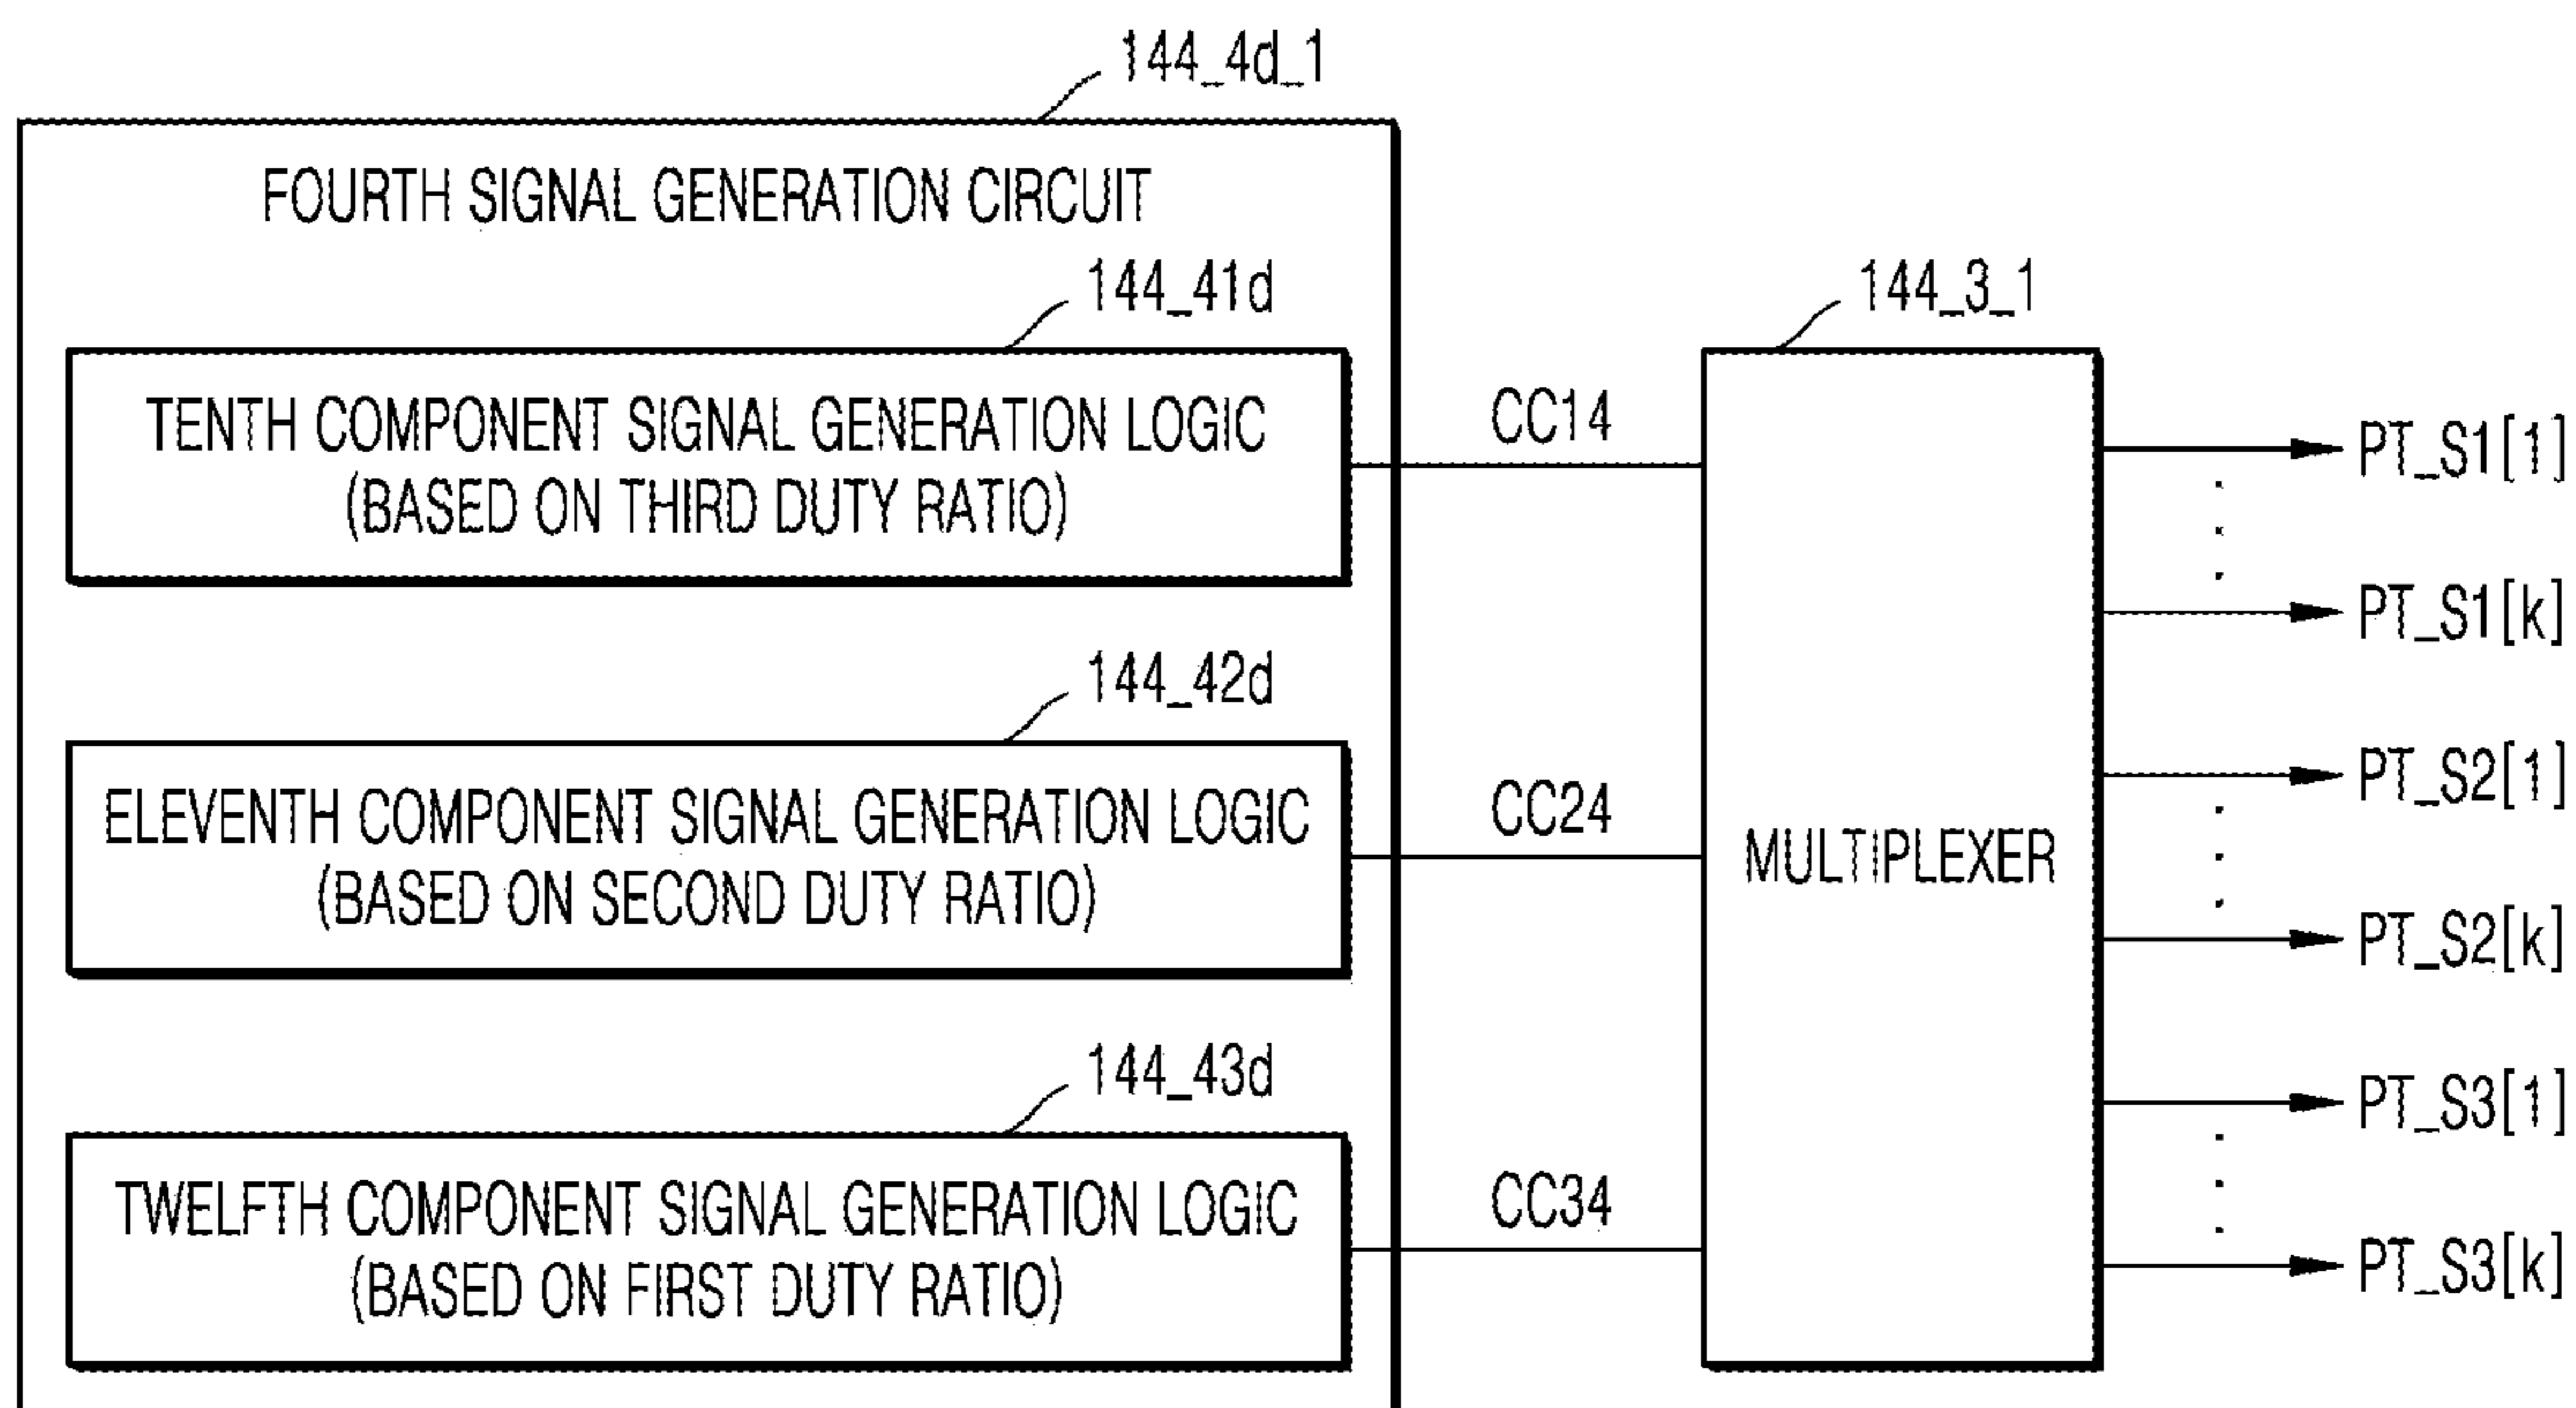 144_4d_1
FOURTH SIGNAL GENERATION CIRCUIT
144_41d
144_3_1
TENTH COMPONENT SIGNAL GENERATION LOGIC
(BASED ON THIRD DUTY RATIO)
CC14
PT_S1[1]
PT_S1[k]
144_42d
ELEVENTH COMPONENT SIGNAL GENERATION LOGIC
(BASED ON SECOND DUTY RATIO)
CC24
MULTIPLEXER
PT_S2[1]
PT_S2[k]
144_43d
TWELFTH COMPONENT SIGNAL GENERATION LOGIC
(BASED ON FIRST DUTY RATIO)
CC34
PT_S3[1]
PT_S3[k]